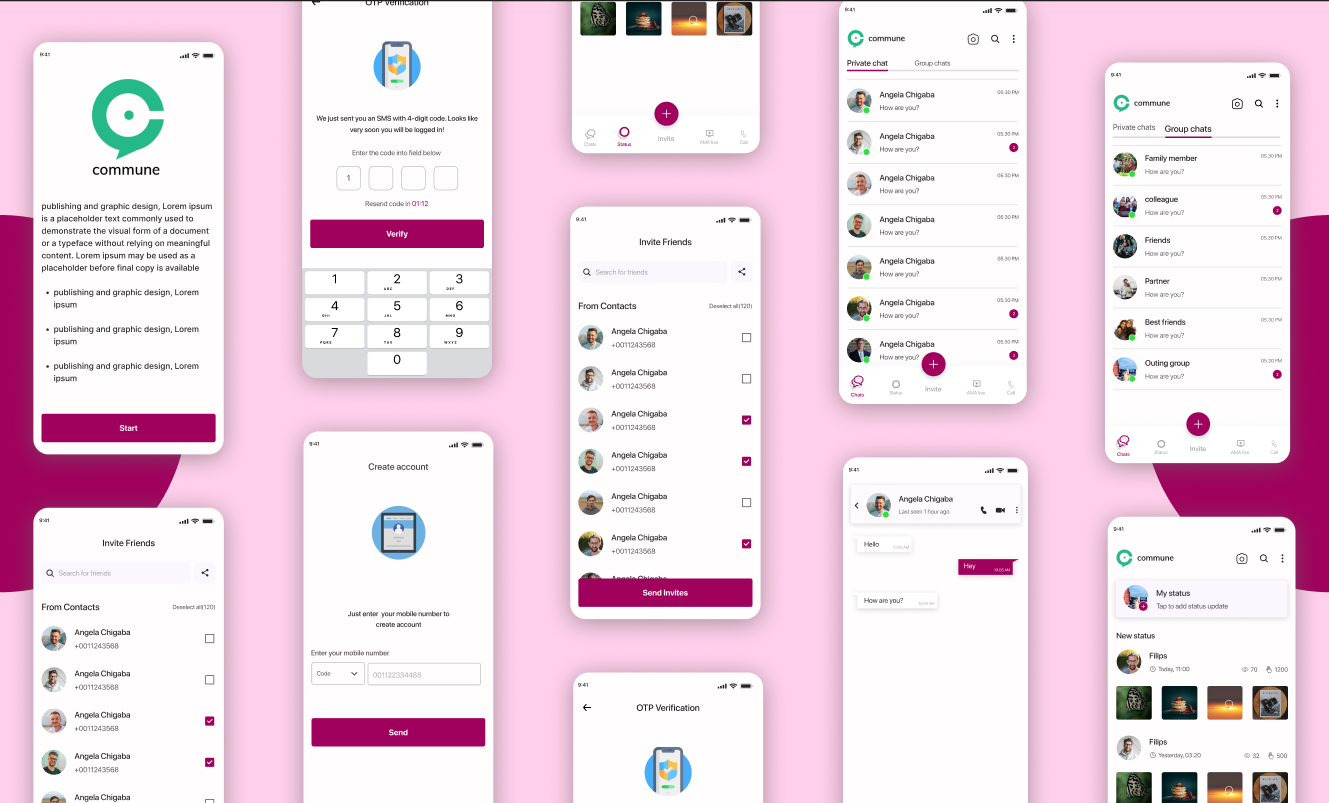 9:41
commune
publishing and graphic design, Lorem ipsum
is a placeholder text commonly used to
demonstrate the visual form of a document
or a typeface without relying on meaningful
content. Lorem ipsum may be used as a
placeholder before final copy is available
• publishing and graphic design, Lorem
ipsum
• publishing and graphic design, Lorem
ipsum
• publishing and graphic design, Lorem
ipsum
Start
9:41
Invite Friends
Search for friends
From Contacts
Deselect all(120)
Angela Chigaba
+0011243568
Angela Chigaba
+0011243568
Angela Chigaba
+0011243568
Angela Chigaba
+0011243568
Angela Chigaba
OTP Verification
We just sent you an SMS with 4-digit code. Looks like
very soon you will be logged in!
Enter the code into field below
1
Resend code in 01:12
Verify
1
2 ABC
3 DEF
4 GHI
5 JKL
6 MNO
7 PQRS
8 TUV
9 WXYZ
0
9:41
Create account
Just enter your mobile number to
create account
Enter your mobile number
Code
001122334488
Send
Chats
Status
Invite
AMA live
Call
9:41
Invite Friends
Search for friends
From Contacts
Deselect all(120)
Angela Chigaba
+0011243568
Angela Chigaba
+0011243568
Angela Chigaba
+0011243568
Angela Chigaba
+0011243568
Angela Chigaba
+0011243568
Angela Chigaba
+0011243568
Angela Chigaba
Send Invites
9:41
OTP Verification
9:41
commune
Private chat
Group chats
Angela Chigaba
05.30 PM
How are you?
Angela Chigaba
05.30 PM
How are you?
2
Angela Chigaba
05.30 PM
How are you?
Angela Chigaba
05.30 PM
How are you?
Angela Chigaba
05.30 PM
How are you?
Angela Chigaba
05.30 PM
How are you?
2
Angela Chigaba
05.30 PM
How are you?
2
Chats
Status
Invite
AMA live
Call
9:41
Angela Chigaba
Last seen 1 hour ago
Hello
Hey
How are you?
9:41
commune
Private chats
Group chats
Family member
05.30 PM
How are you?
colleague
05.30 PM
How are you?
2
Friends
05.30 PM
How are you?
Partner
05.30 PM
How are you?
Best friends
05.30 PM
How are you?
Outing group
05.30 PM
How are you?
2
Chats
Status
Invite
AMA live
Call
9:41
commune
My status
Tap to add status update
New status
Filips
Today, 11:00
70
1200
Filips
Yesterday, 03:20
32
500